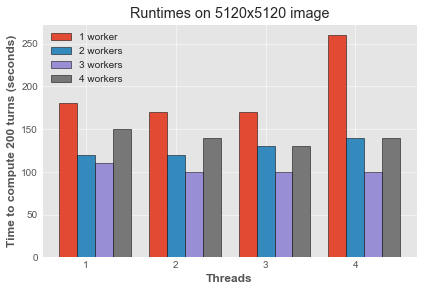 Runtimes on 5120x5120 image
1 worker
2 workers
3 workers
4 workers
Time to compute 200 turns (seconds)
250
200
150
100
50
0
1 2 3 4
Threads